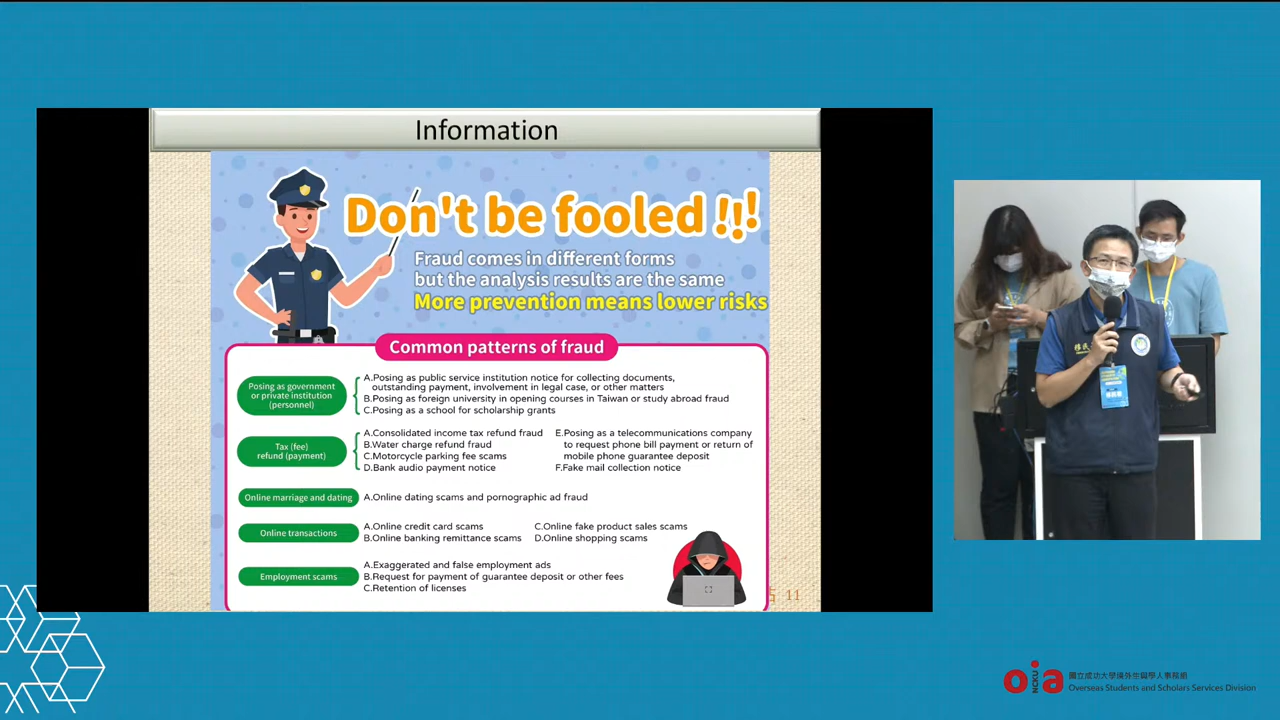 Information
Don't be fooled !!!
Fraud comes in different forms
but the analysis results are the same
More prevention means lower risks
Common patterns of fraud
Posing as government
or private institution
(personnel)
A.Posing as public service institution notice for collecting documents,
outstanding payment, involvement in legal case, or other matters
B.Posing as foreign university in opening courses in Taiwan or study abroad fraud
C.Posing as a school for scholarship grants
Tax (fee)
refund (payment)
A.Consolidated income tax refund fraud
B.Water charge refund fraud
C.Motorcycle parking fee scams
D.Bank audio payment notice
E.Posing as a telecommunications company
to request phone bill payment or return of
mobile phone guarantee deposit
F.Fake mail collection notice
Online marriage and dating
A.Online dating scams and pornographic ad fraud
Online transactions
A.Online credit card scams
B.Online banking remittance scams
C.Online fake product sales scams
D.Online shopping scams
Employment scams
A.Exaggerated and false employment ads
B.Request for payment of guarantee deposit or other fees
C.Retention of licenses
11
NCKU
oia
國立成功大學境外生與學人事務組
Overseas Students and Scholars Services Division